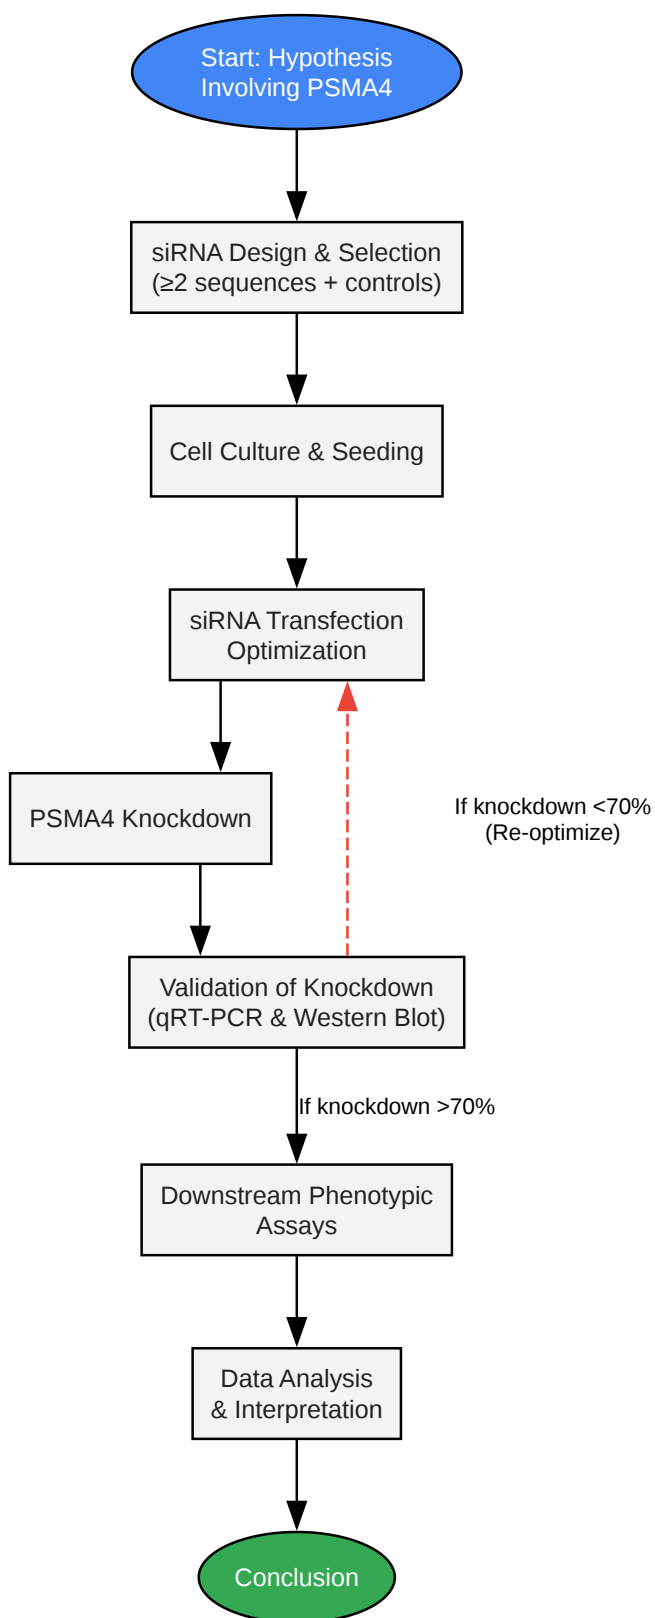 Start: Hypothesis
Involving PSMA4
siRNA Design & Selection
(≥2 sequences + controls)
Cell Culture & Seeding
siRNA Transfection
Optimization
PSMA4 Knockdown
If knockdown <70%
(Re-optimize)
Validation of Knockdown
(qRT-PCR & Western Blot)
If knockdown >70%
Downstream Phenotypic
Assays
Data Analysis
& Interpretation
Conclusion